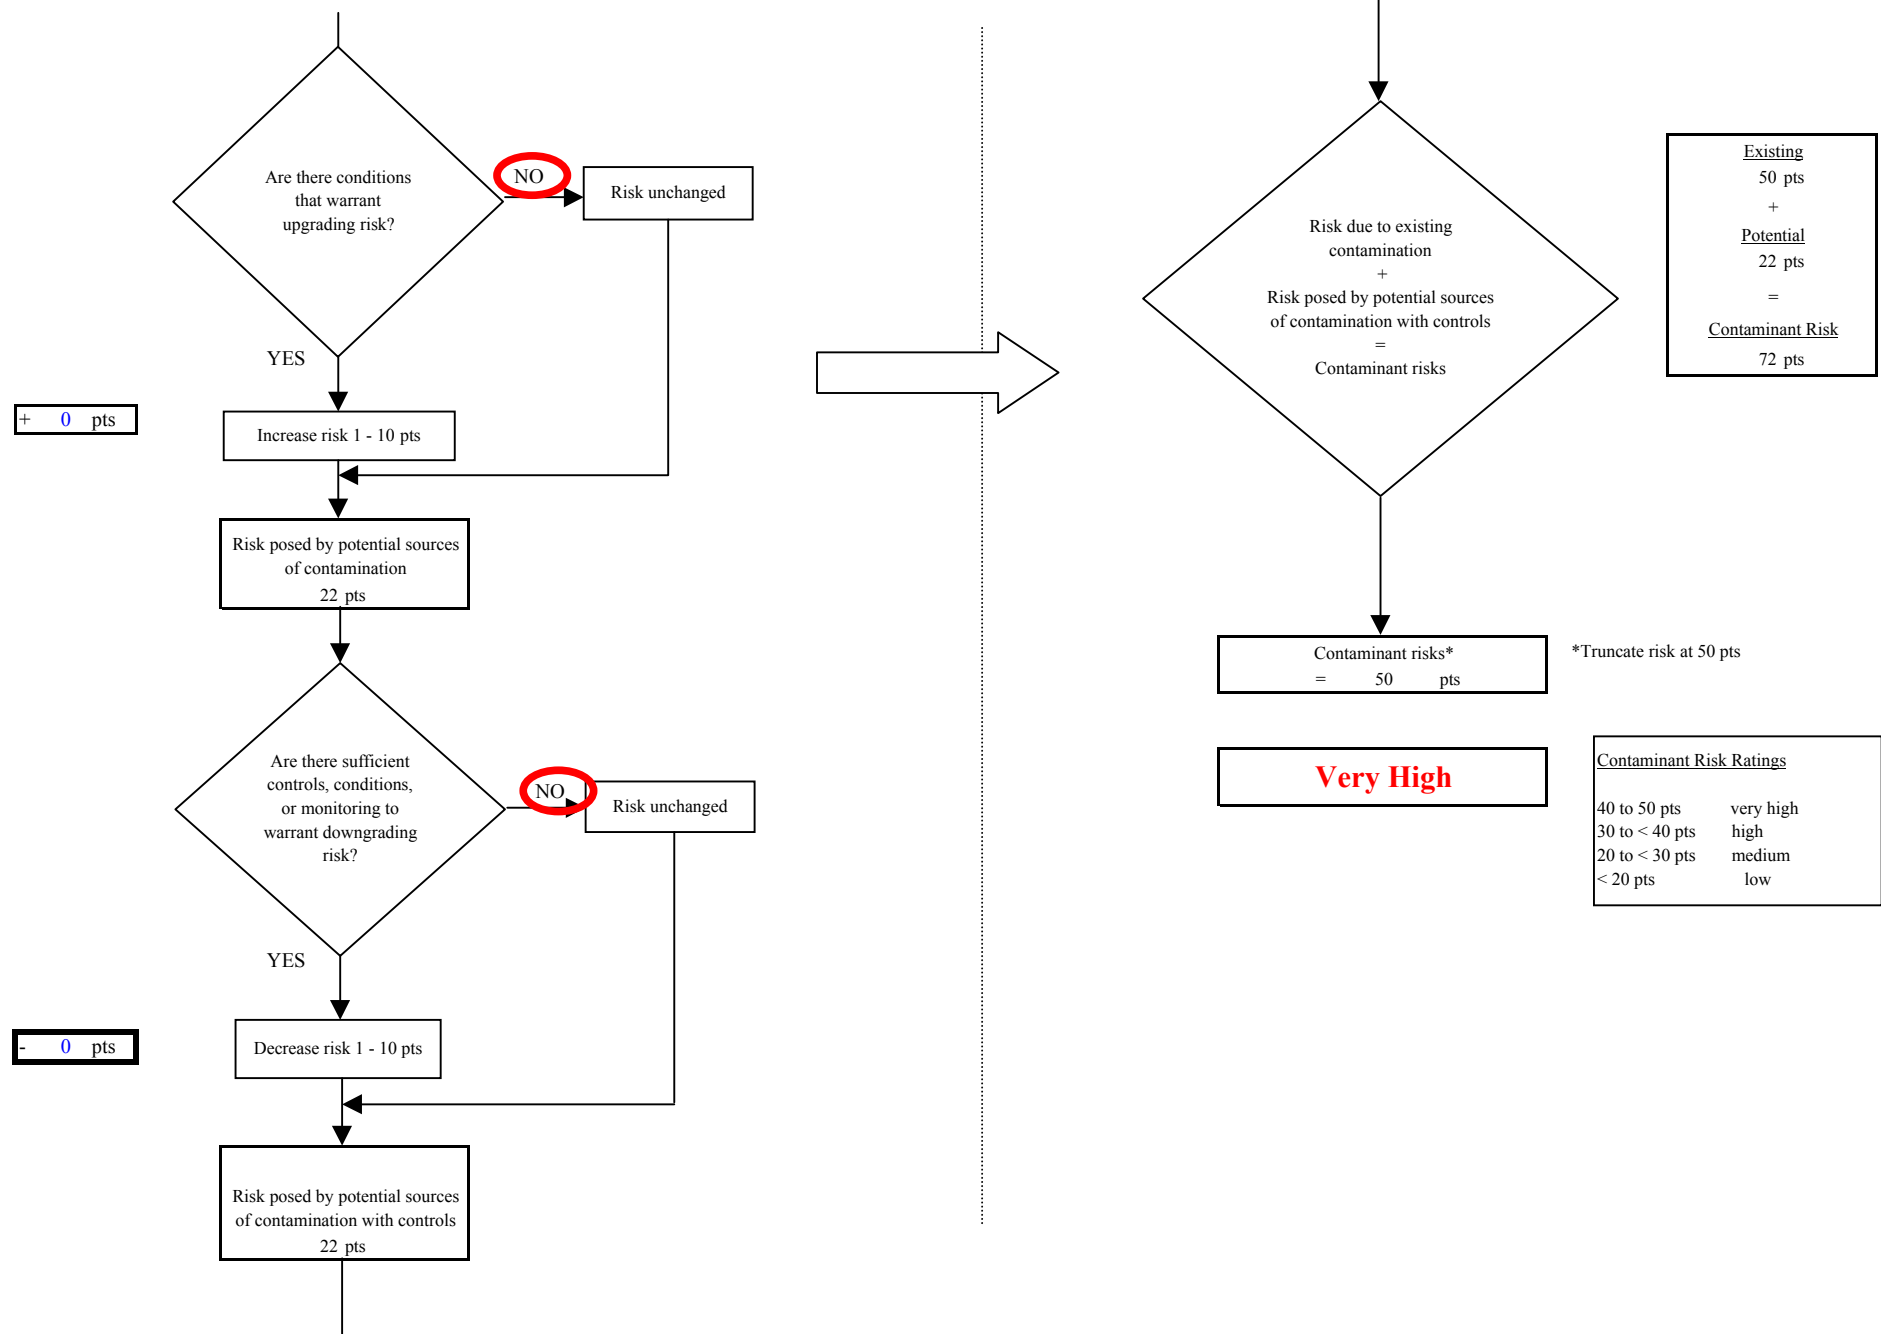 Are there conditions
that warrant
upgrading risk?
NO
Risk unchanged
YES
+ 0 pts
Increase risk 1 - 10 pts
Risk posed by potential sources
of contamination
22 pts
Are there sufficient
controls, conditions,
or monitoring to
warrant downgrading
risk?
NO
Risk unchanged
YES
- 0 pts
Decrease risk 1 - 10 pts
Risk posed by potential sources
of contamination with controls
22 pts
Risk due to existing
contamination
+
Risk posed by potential sources
of contamination with controls
=
Contaminant risks
Existing
50 pts
+
Potential
22 pts
=
Contaminant Risk
72 pts
Contaminant risks*
= 50 pts
*Truncate risk at 50 pts
Very High
Contaminant Risk Ratings
40 to 50 pts very high
30 to < 40 pts high
20 to < 30 pts medium
< 20 pts low